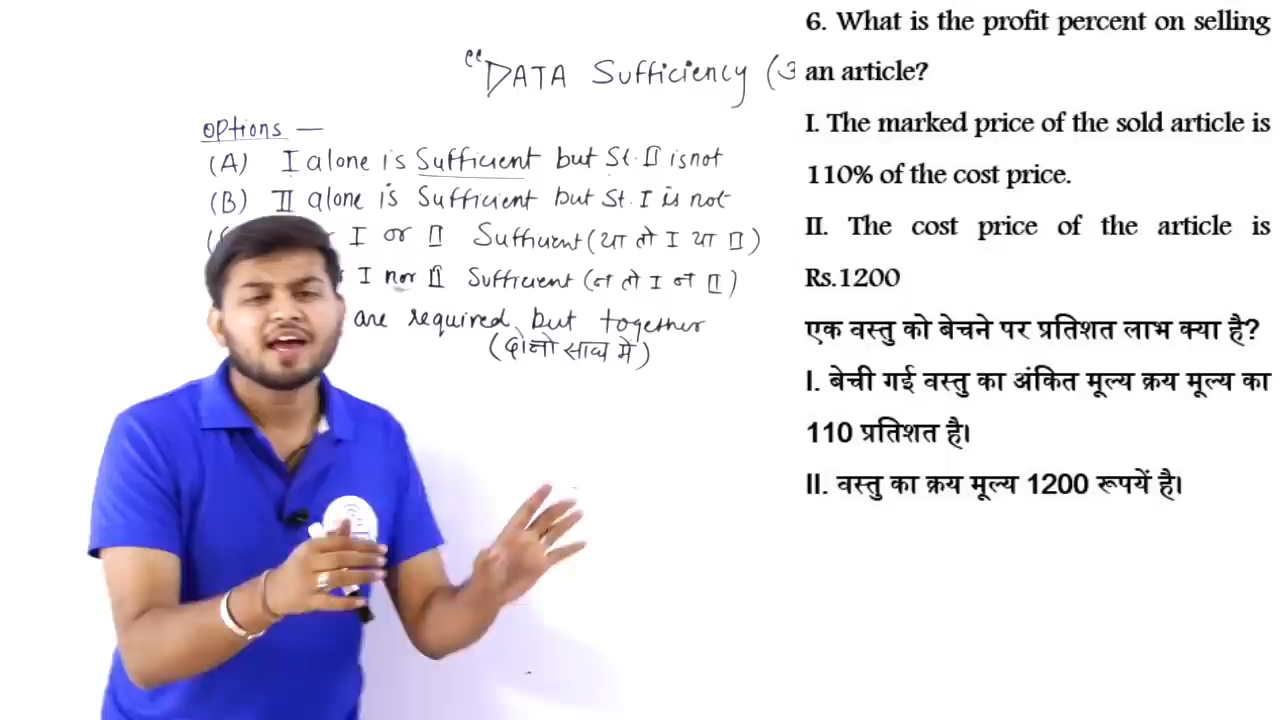 "DATA Sufficiency (
options —
(A) I alone is Sufficient but St. II is not
(B) II alone is Sufficient but St. I is not
I or II Sufficient (या तो I या II)
I nor II Sufficient (न तो I न II)
are required, but together
(दोनो साथ में)
6. What is the profit percent on selling
an article?
I. The marked price of the sold article is
110% of the cost price.
II. The cost price of the article is
Rs.1200
एक वस्तु को बेचने पर प्रतिशत लाभ क्या है?
I. बेची गई वस्तु का अंकित मूल्य क्रय मूल्य का
110 प्रतिशत है।
II. वस्तु का क्रय मूल्य 1200 रूपयें है।